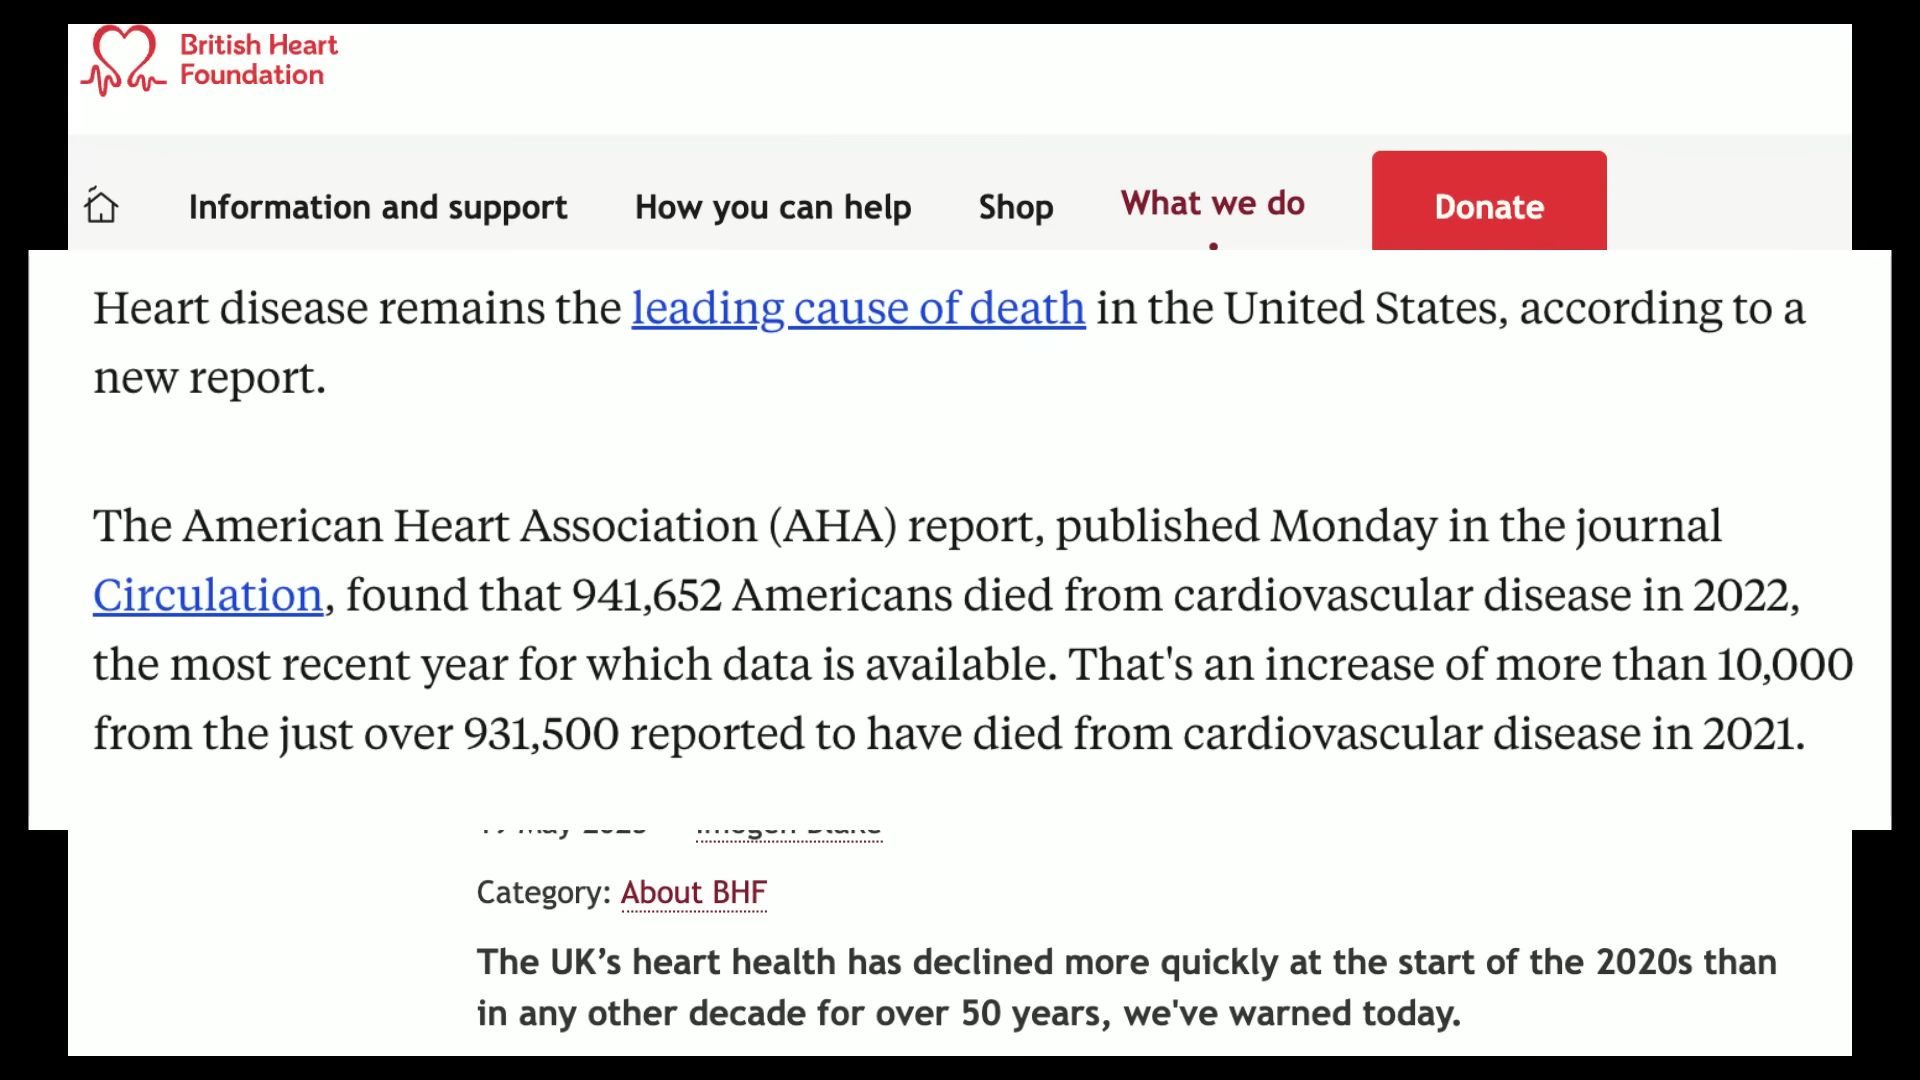 British Heart
Foundation
Information and support
How you can help
Shop
What we do
Donate
Heart disease remains the leading cause of death in the United States, according to a
new report.
The American Heart Association (AHA) report, published Monday in the journal
Circulation, found that 941,652 Americans died from cardiovascular disease in 2022,
the most recent year for which data is available. That's an increase of more than 10,000
from the just over 931,500 reported to have died from cardiovascular disease in 2021.
Category: About BHF
The UK’s heart health has declined more quickly at the start of the 2020s than
in any other decade for over 50 years, we've warned today.